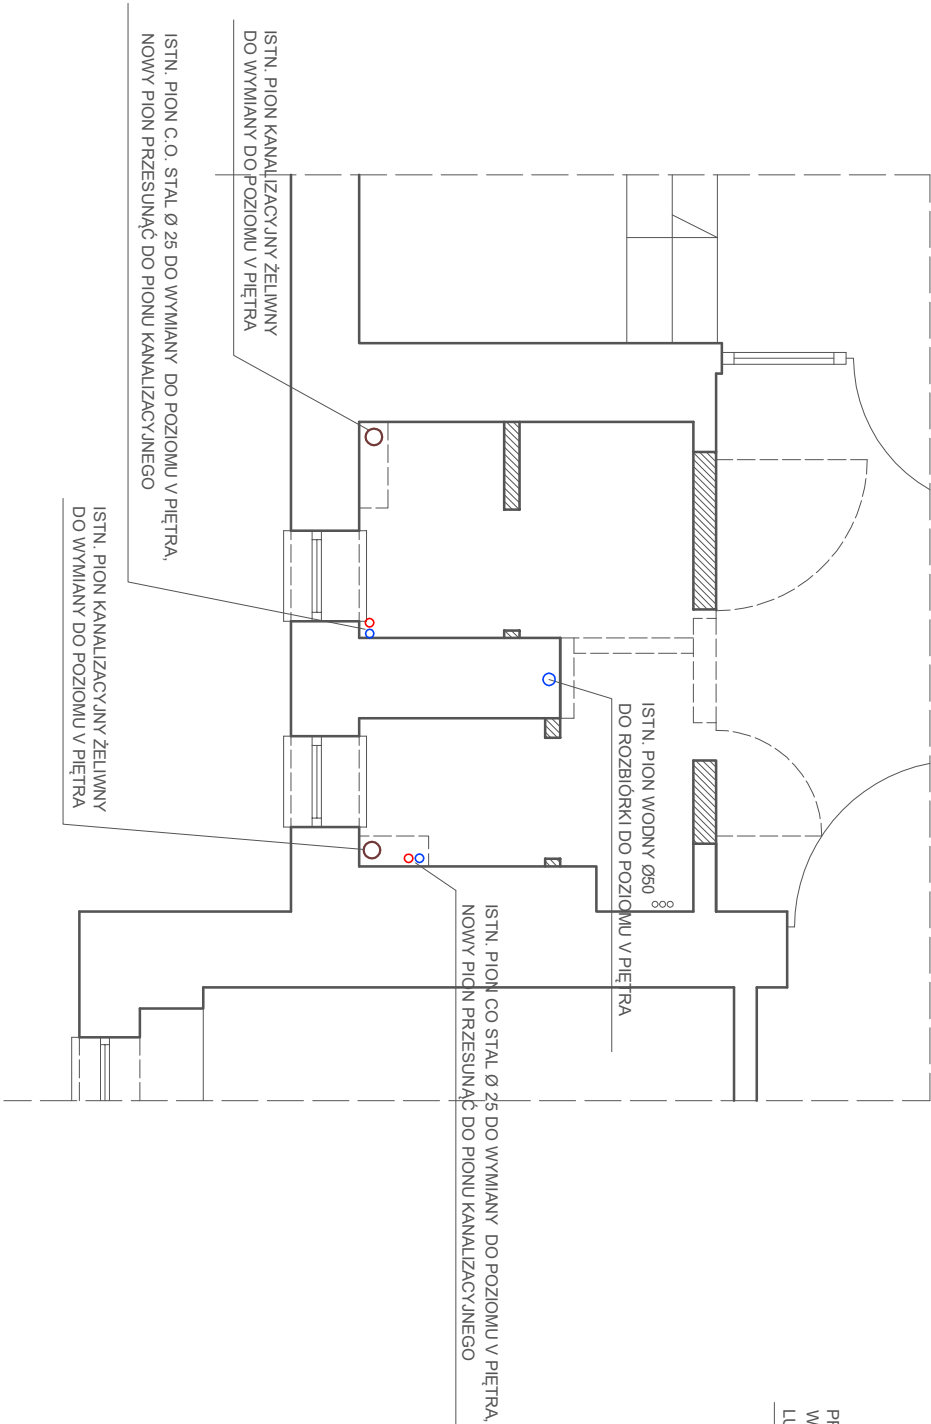 ISTN. PION KANALIZACYJNY ŻELIWNY
DO WYMIANY DO POZIOMU V PIĘTRA
ISTN. PION C.O. STAL Ø 25 DO WYMIANY DO POZIOMU V PIĘTRA,
NOWY PION PRZESUNĄĆ DO PIONU KANALIZACYJNEGO
ISTN. PION KANALIZACYJNY ŻELIWNY
DO WYMIANY DO POZIOMU V PIĘTRA
ISTN. PION WODNY Ø50
DO ROZBIÓRKI DO POZIOMU V PIĘTRA
ISTN. PION CO STAL Ø 25 DO WYMIANY DO POZIOMU V PIĘTRA,
NOWY PION PRZESUNĄĆ DO PIONU KANALIZACYJNEGO